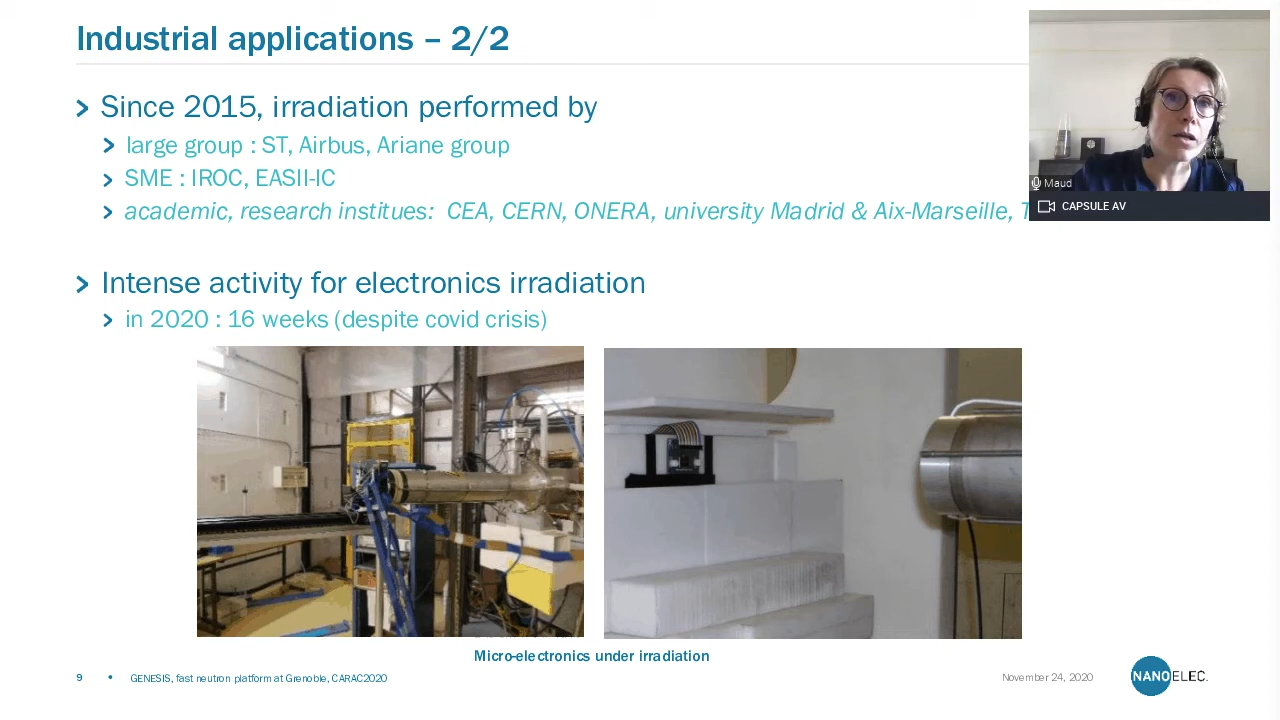 Industrial applications – 2/2
Since 2015, irradiation performed by
large group : ST, Airbus, Ariane group
SME : IROC, EASII-IC
academic, research institues: CEA, CERN, ONERA, university Madrid & Aix-Marseille,
Maud
CAPSULE AV
Intense activity for electronics irradiation
in 2020 : 16 weeks (despite covid crisis)
Micro-electronics under irradiation
9 • GENESIS, fast neutron platform at Grenoble, CARAC2020
November 24, 2020
NANOELEC.